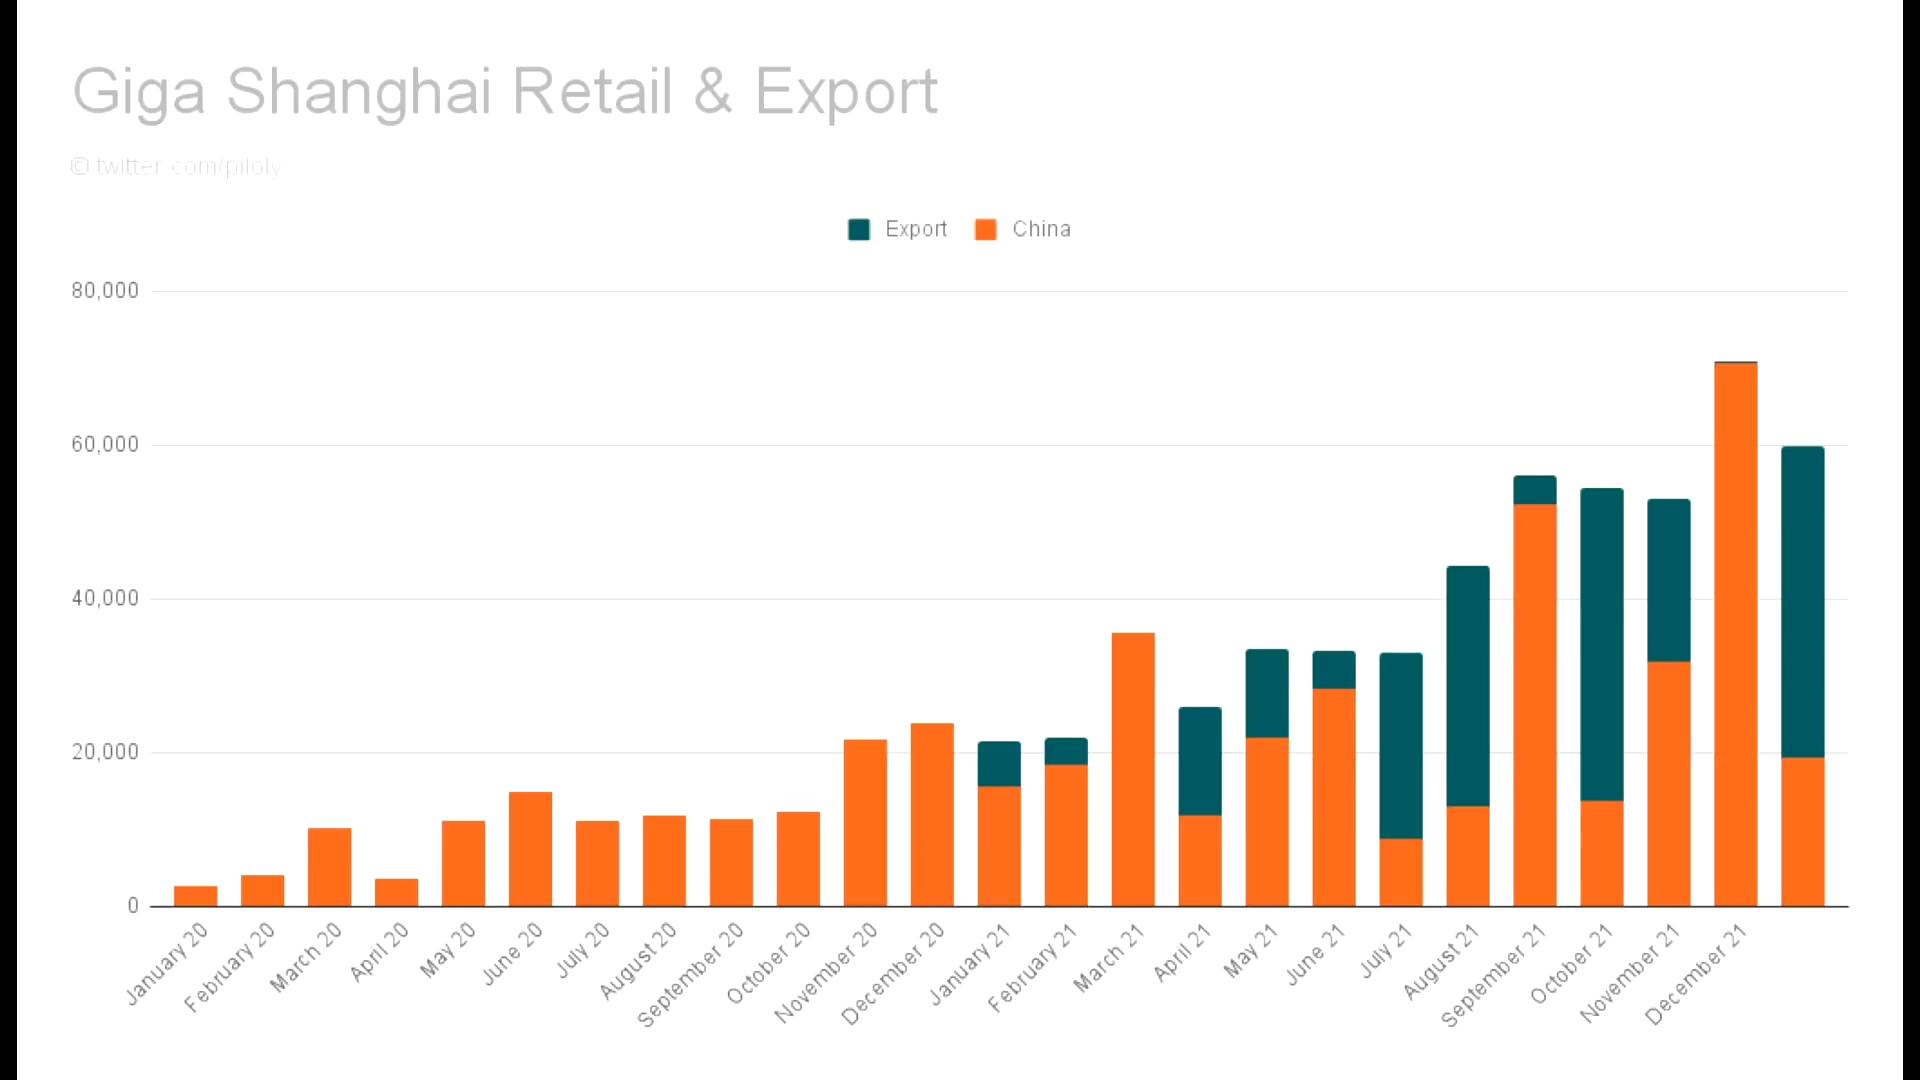 Giga Shanghai Retail & Export
© twitter.com/piloly
Export China
80,000
60,000
40,000
20,000
0
January 20
February 20
March 20
April 20
May 20
June 20
July 20
August 20
September 20
October 20
November 20
December 20
January 21
February 21
March 21
April 21
May 21
June 21
July 21
August 21
September 21
October 21
November 21
December 21